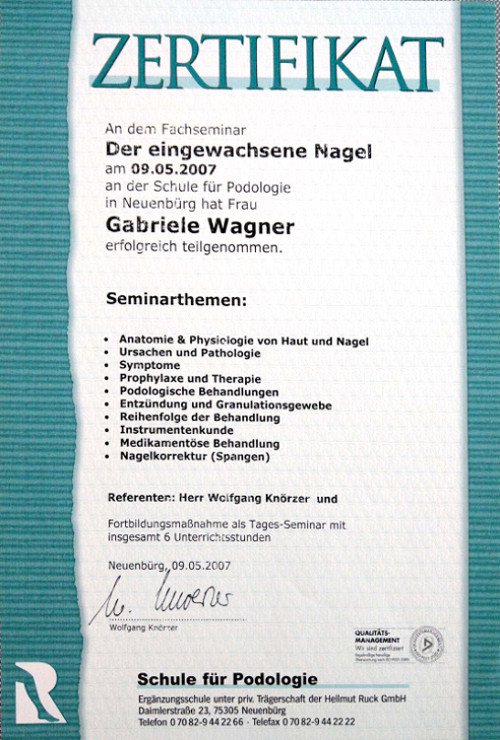 ZERTIFIKAT
An dem Fachseminar
Der eingewachsene Nagel
am 09.05.2007
an der Schule für Podologie
in Neuenbürg hat Frau
Gabriele Wagner
erfolgreich teilgenommen.
Seminarthemen:
• Anatomie & Physiologie von Haut und Nagel
• Ursachen und Pathologie
• Symptome
• Prophylaxe und Therapie
• Podologische Behandlungen
• Entzündung und Granulationsgewebe
• Reihenfolge der Behandlung
• Instrumentenkunde
• Medikamentöse Behandlung
• Nagelkorrektur (Spangen)
Referenten: Herr Wolfgang Knörzer und
Fortbildungsmaßnahme als Tages-Seminar mit
insgesamt 6 Unterrichtsstunden
Neuenbürg, 09.05.2007
W. Knoerzer
Wolfgang Knörzer
QUALITÄTS-
MANAGEMENT
Wir sind zertifiziert
Schule für Podologie
Ergänzungsschule unter priv. Trägerschaft der Hellmut Ruck GmbH
Daimlerstraße 23, 75305 Neuenbürg
Telefon 0 70 82-9 44 22 66 · Telefax 0 70 82-9 44 22 22